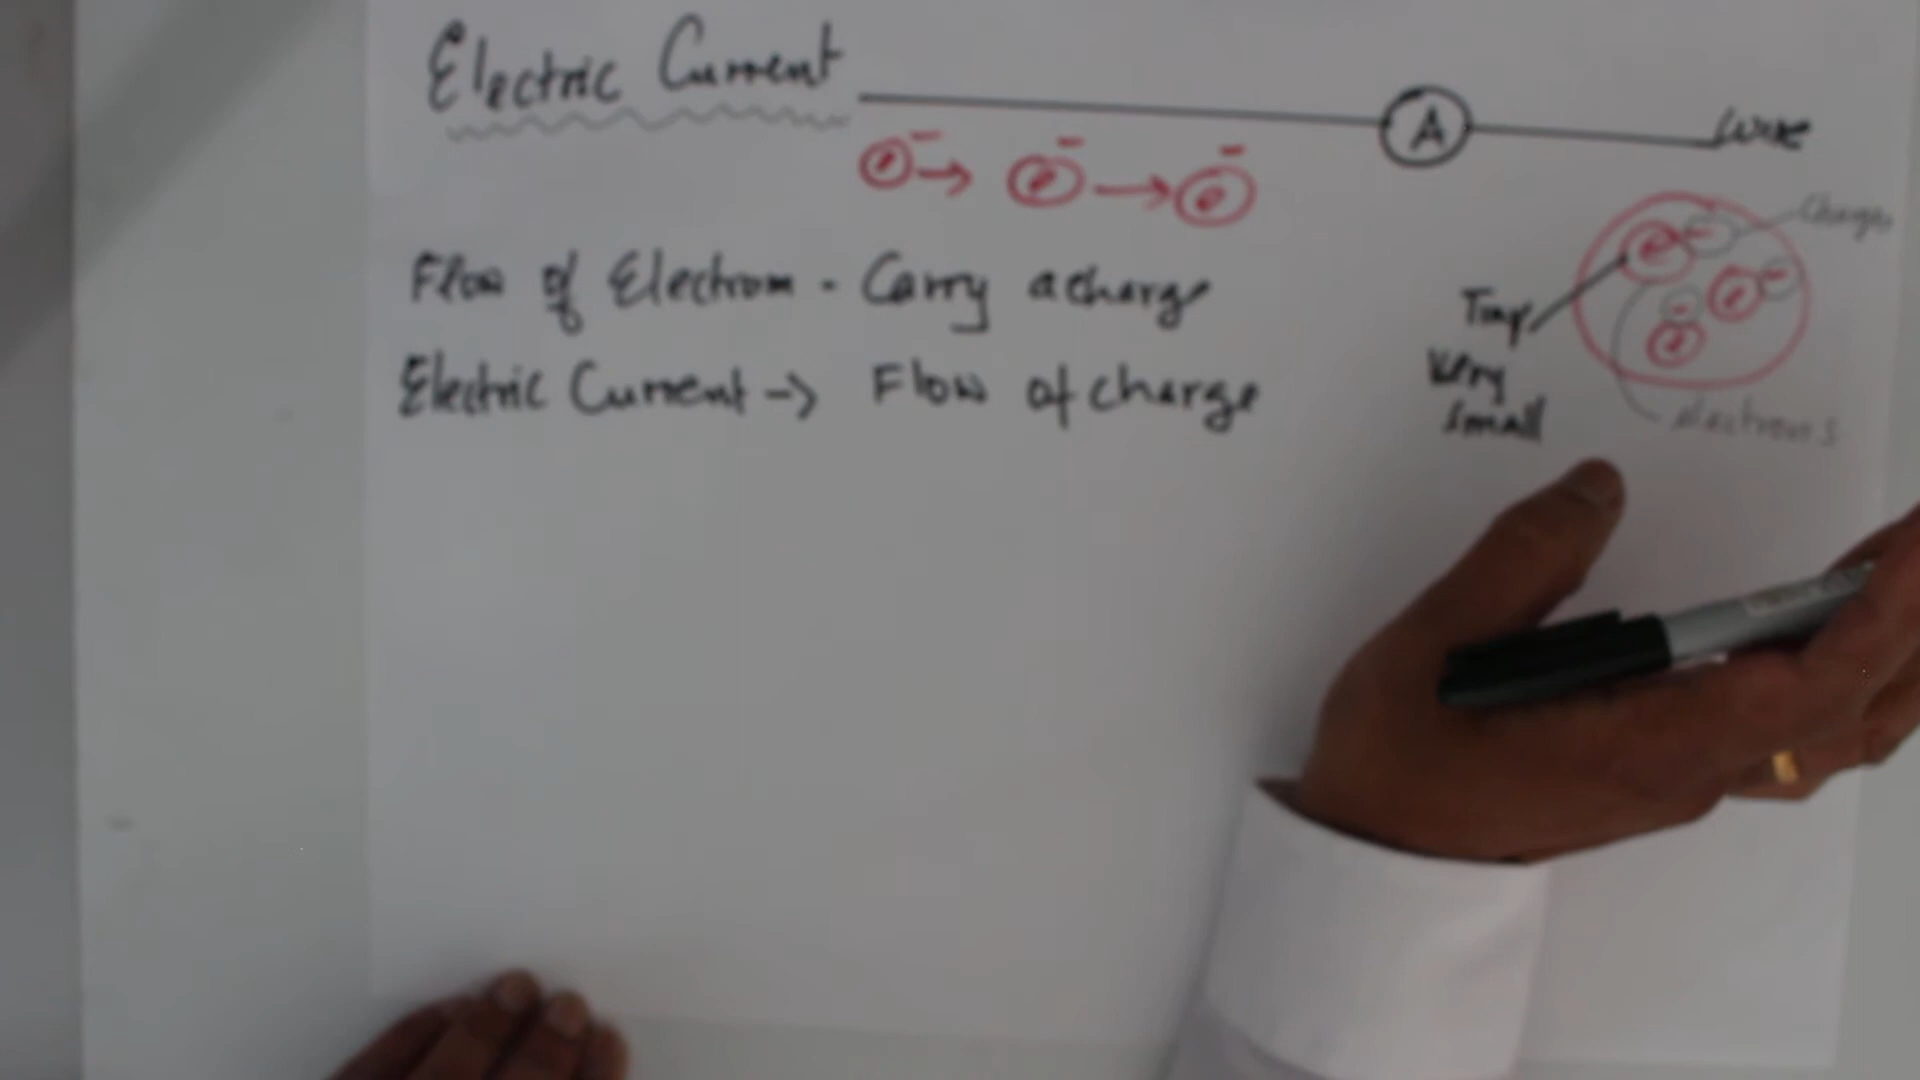 Electric Current
A
Wire
e⁻ → e⁻ → e⁻
Charge
e⁻
e⁻
e⁻
Tiny
Very
small
electrons
Flow of Electron - Carry a charge
Electric Current → Flow of charge